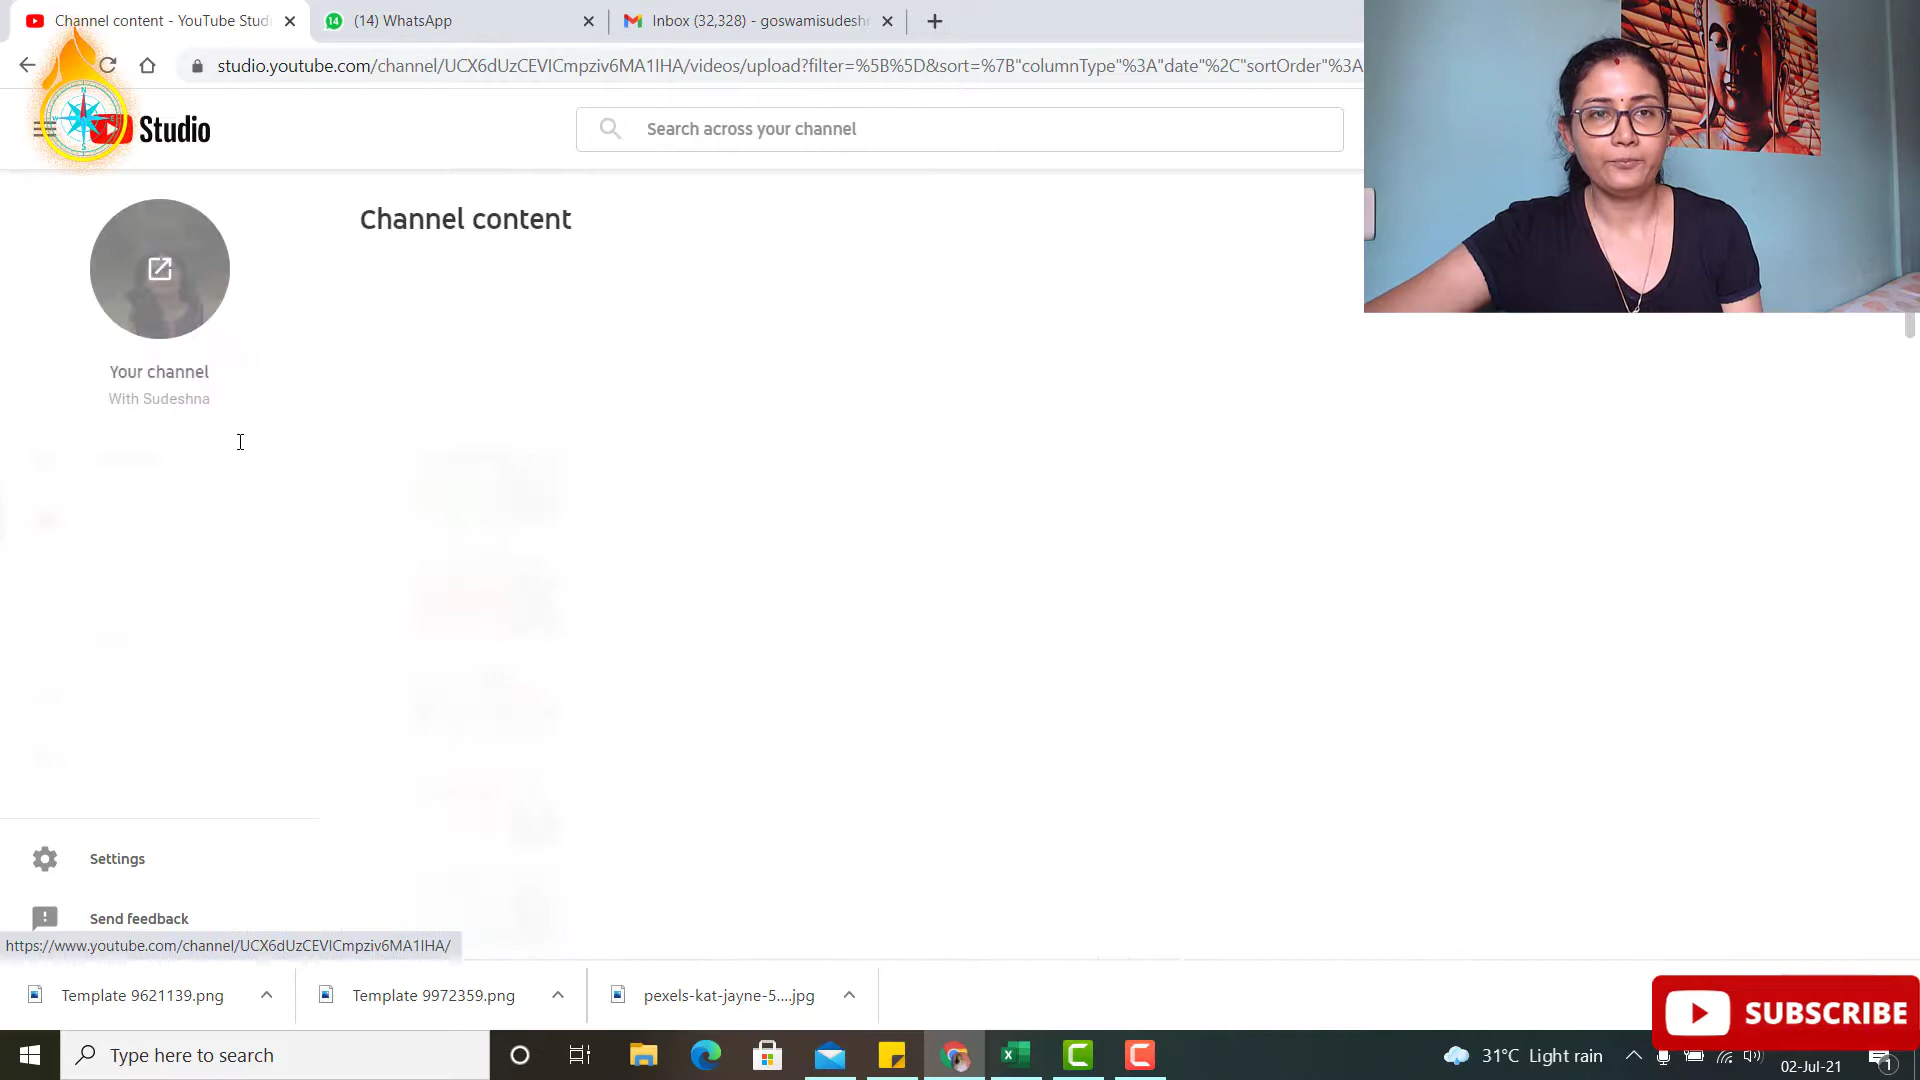 Channel content - YouTube Stud
(14) WhatsApp
Inbox (32,328) - goswamisudeshn
studio.youtube.com/channel/UCX6dUzCEVICmpziv6MA1IHA/videos/upload?filter=%5B%5D&sort=%7B"columnType"%3A"date"%2C"sortOrder"%3A
Studio
Search across your channel
Channel content
Your channel
With Sudeshna
Settings
Send feedback
https://www.youtube.com/channel/UCX6dUzCEVICmpziv6MA1IHA/
Template 9621139.png
Template 9972359.png
pexels-kat-jayne-5....jpg
SUBSCRIBE
Type here to search
31°C Light rain
02-Jul-21
1